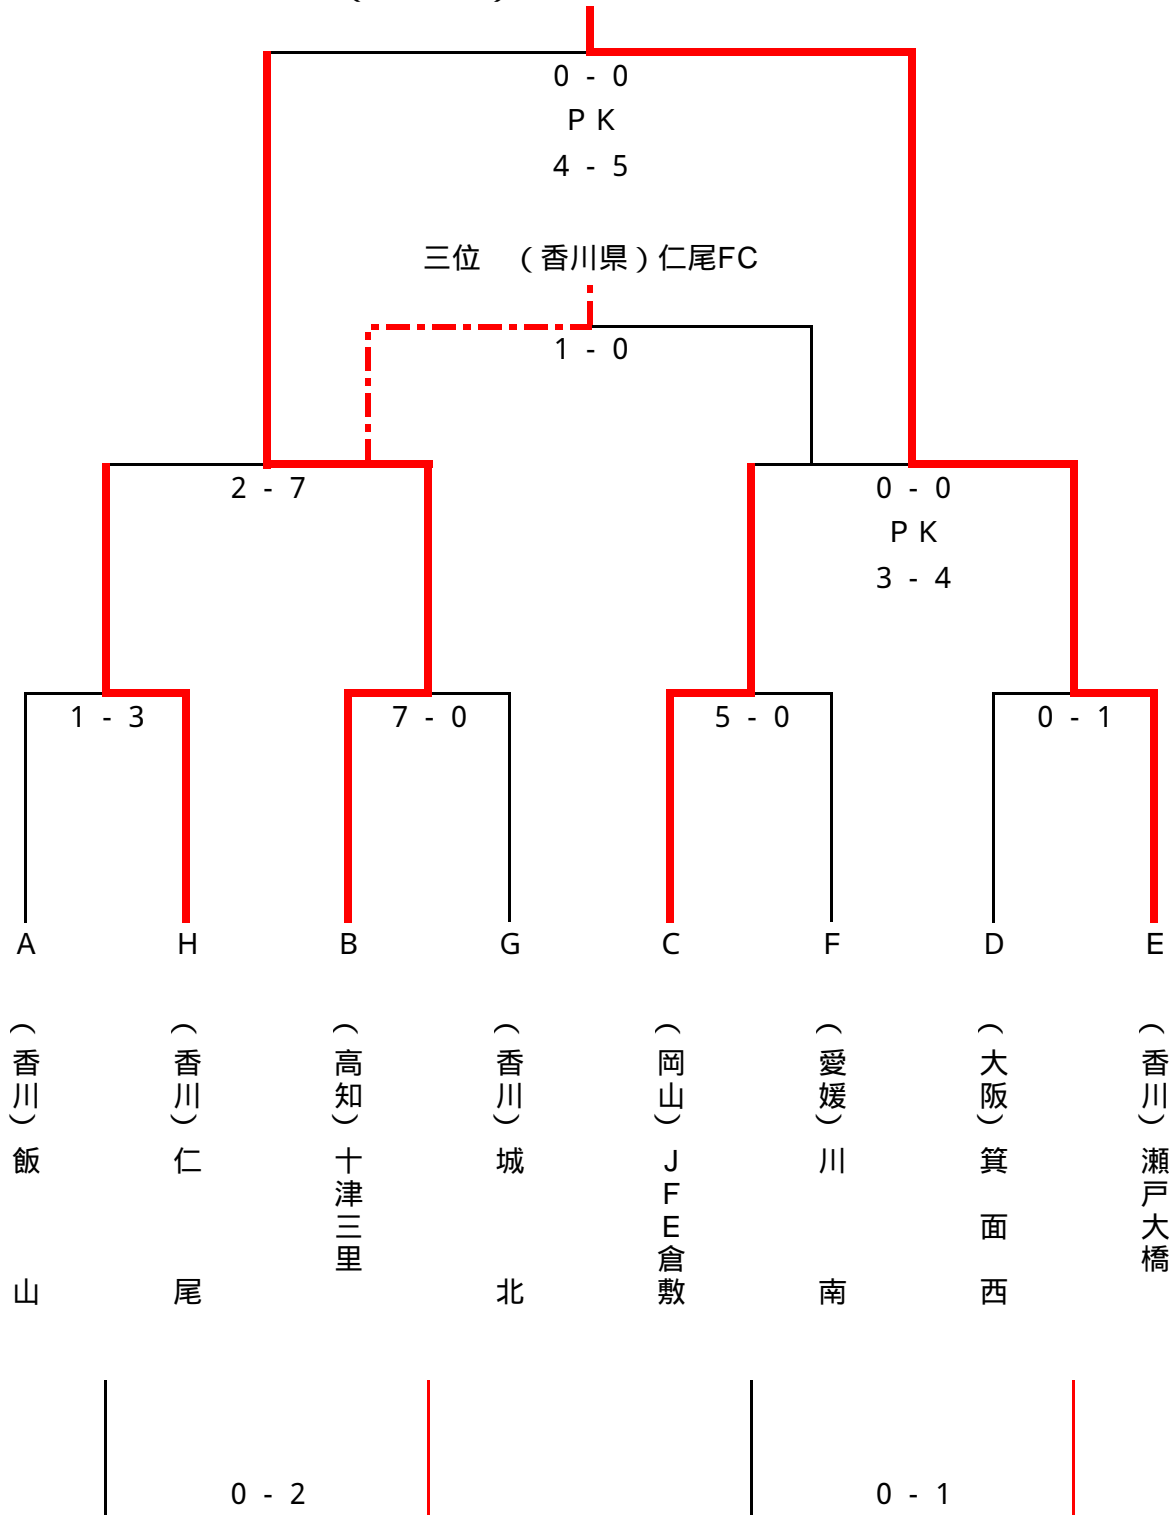 0 - 0
PK
4 - 5
三位　(香川県)仁尾FC
1 - 0
2 - 7
0 - 0
PK
3 - 4
1 - 3
7 - 0
5 - 0
0 - 1
A
H
B
G
C
F
D
E
(香川)飯山
(香川)仁尾
(高知)十津三里
(香川)城北
(岡山)JFE倉敷
(愛媛)川南
(大阪)箕面西
(香川)瀬戸大橋
0 - 2
0 - 1